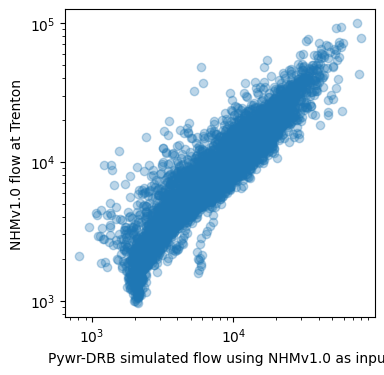 10⁵
10⁴
10³
NHMv1.0 flow at Trenton
10³
10⁴
Pywr-DRB simulated flow using NHMv1.0 as inpu